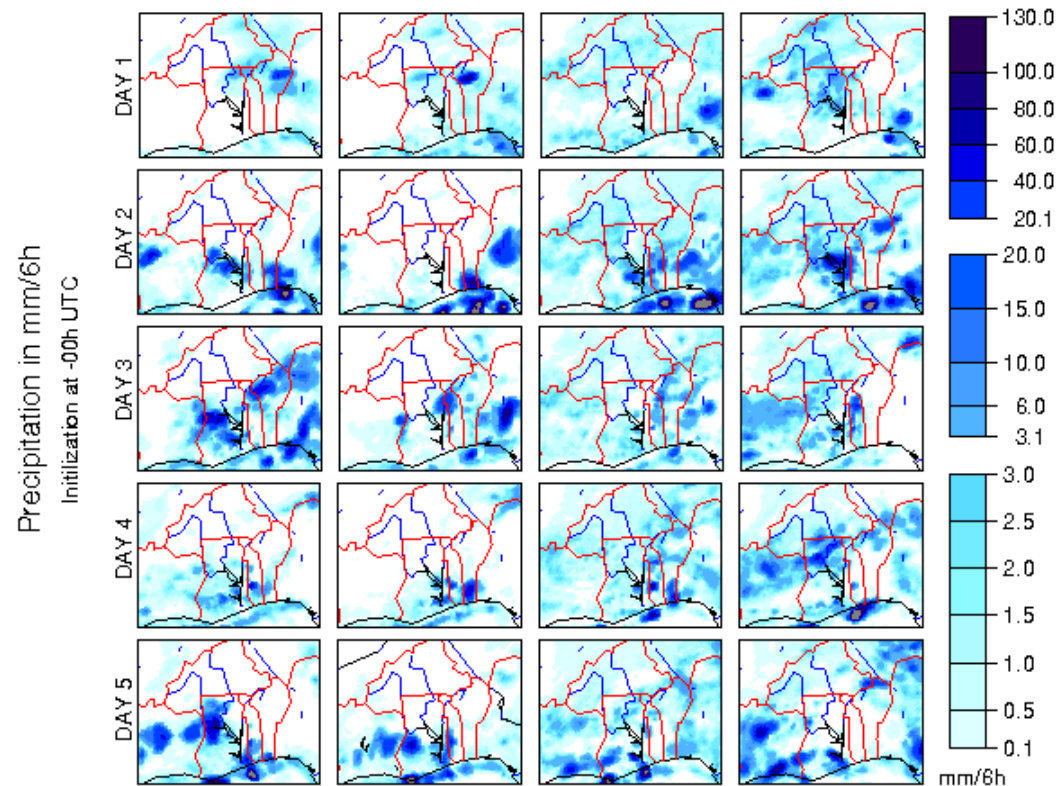 Precipitation in mm/6h
Initilization at -00h UTC
DAY 1
DAY 2
DAY 3
DAY 4
DAY 5
130.0
100.0
80.0
60.0
40.0
20.1
20.0
15.0
10.0
6.0
3.1
3.0
2.5
2.0
1.5
1.0
0.5
0.1
mm/6h